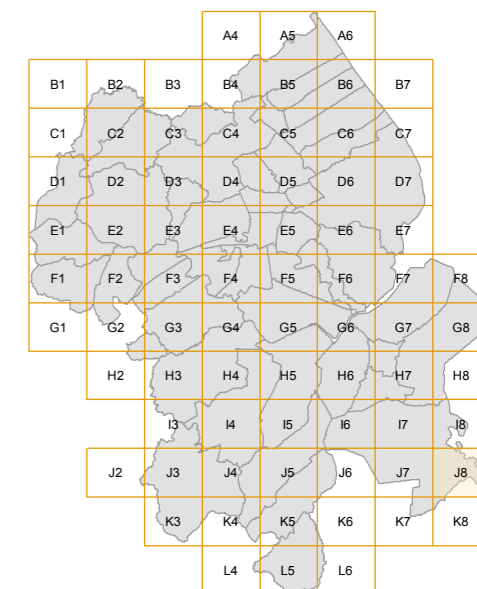 A4 A5 A6
B1 B2 B3 B4 B5 B6 B7
C1 C2 C3 C4 C5 C6 C7
D1 D2 D3 D4 D5 D6 D7
E1 E2 E3 E4 E5 E6 E7
F1 F2 F3 F4 F5 F6 F7 F8
G1 G2 G3 G4 G5 G6 G7 G8
H2 H3 H4 H5 H6 H7 H8
I3 I4 I5 I6 I7 I8
J2 J3 J4 J5 J6 J7 J8
K3 K4 K5 K6 K7 K8
L4 L5 L6